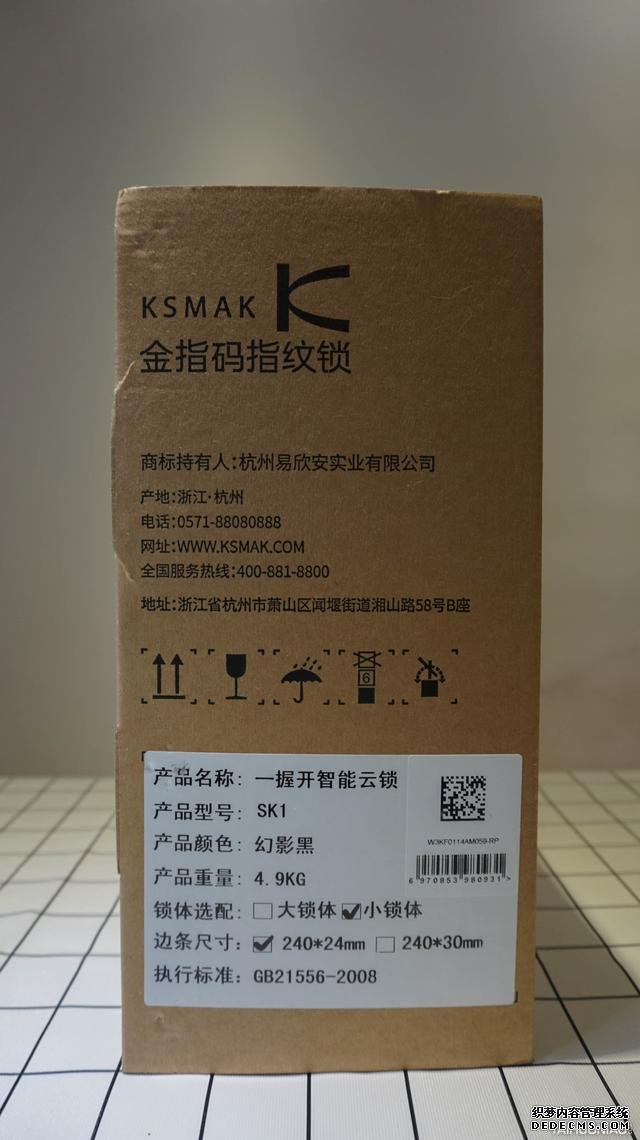 KSMAK
金指码指纹锁
商标持有人:杭州易欣安实业有限公司
产地:浙江·杭州
电话:0571-88080888
网址:WWW.KSMAK.COM
全国服务热线:400-881-8800
地址:浙江省杭州市萧山区闻堰街道湘山路58号B座
6
产品名称: 一握开智能云锁
产品型号: SK1
产品颜色: 幻影黑
产品重量: 4.9KG
锁体选配: 大锁体 小锁体
边条尺寸: 240*24mm 240*30mm
执行标准: GB21556-2008
W3KF0114AM059-RP
6 970853 980931 >
织梦内容管理系统
DEDECMS.COM